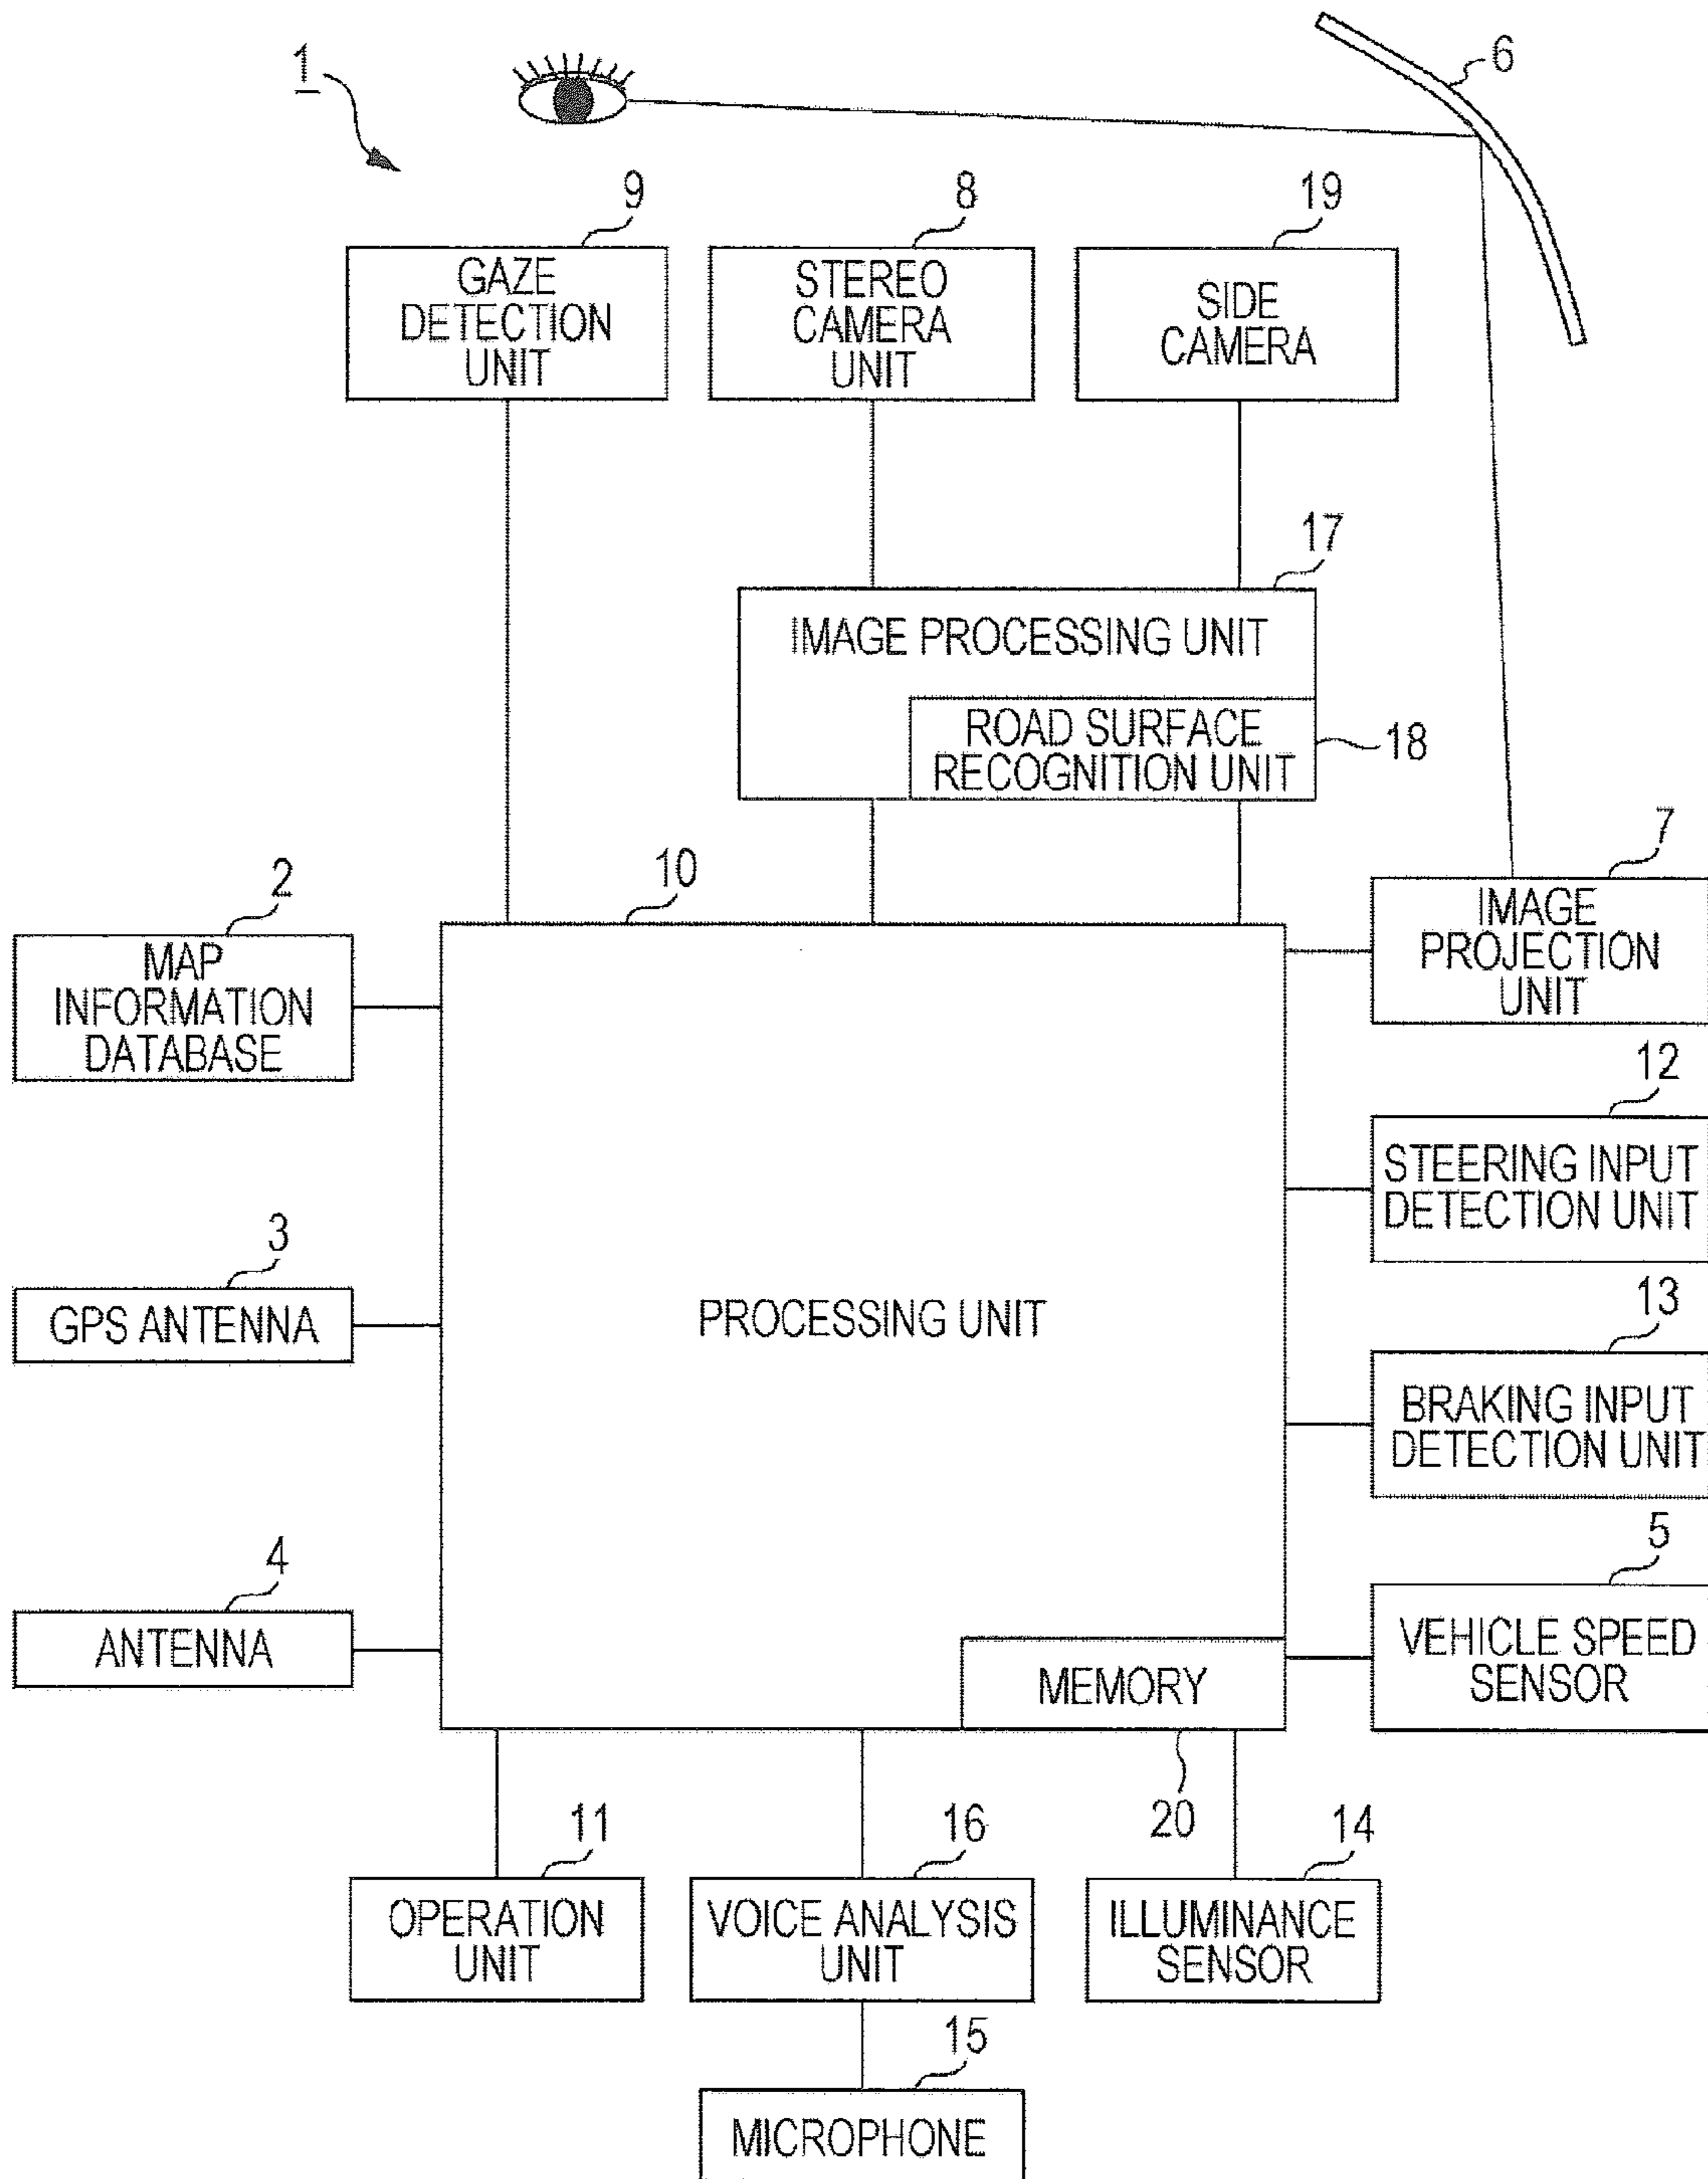 1
6
9
8
19
GAZE
DETECTION
UNIT
STEREO
CAMERA
UNIT
SIDE
CAMERA
17
IMAGE PROCESSING UNIT
ROAD SURFACE
RECOGNITION UNIT
18
2
10
7
MAP
INFORMATION
DATABASE
IMAGE
PROJECTION
UNIT
12
STEERING INPUT
DETECTION UNIT
3
GPS ANTENNA
PROCESSING UNIT
13
BRAKING INPUT
DETECTION UNIT
4
ANTENNA
5
VEHICLE SPEED
SENSOR
MEMORY
20
11
16
14
OPERATION
UNIT
VOICE ANALYSIS
UNIT
ILLUMINANCE
SENSOR
15
MICROPHONE